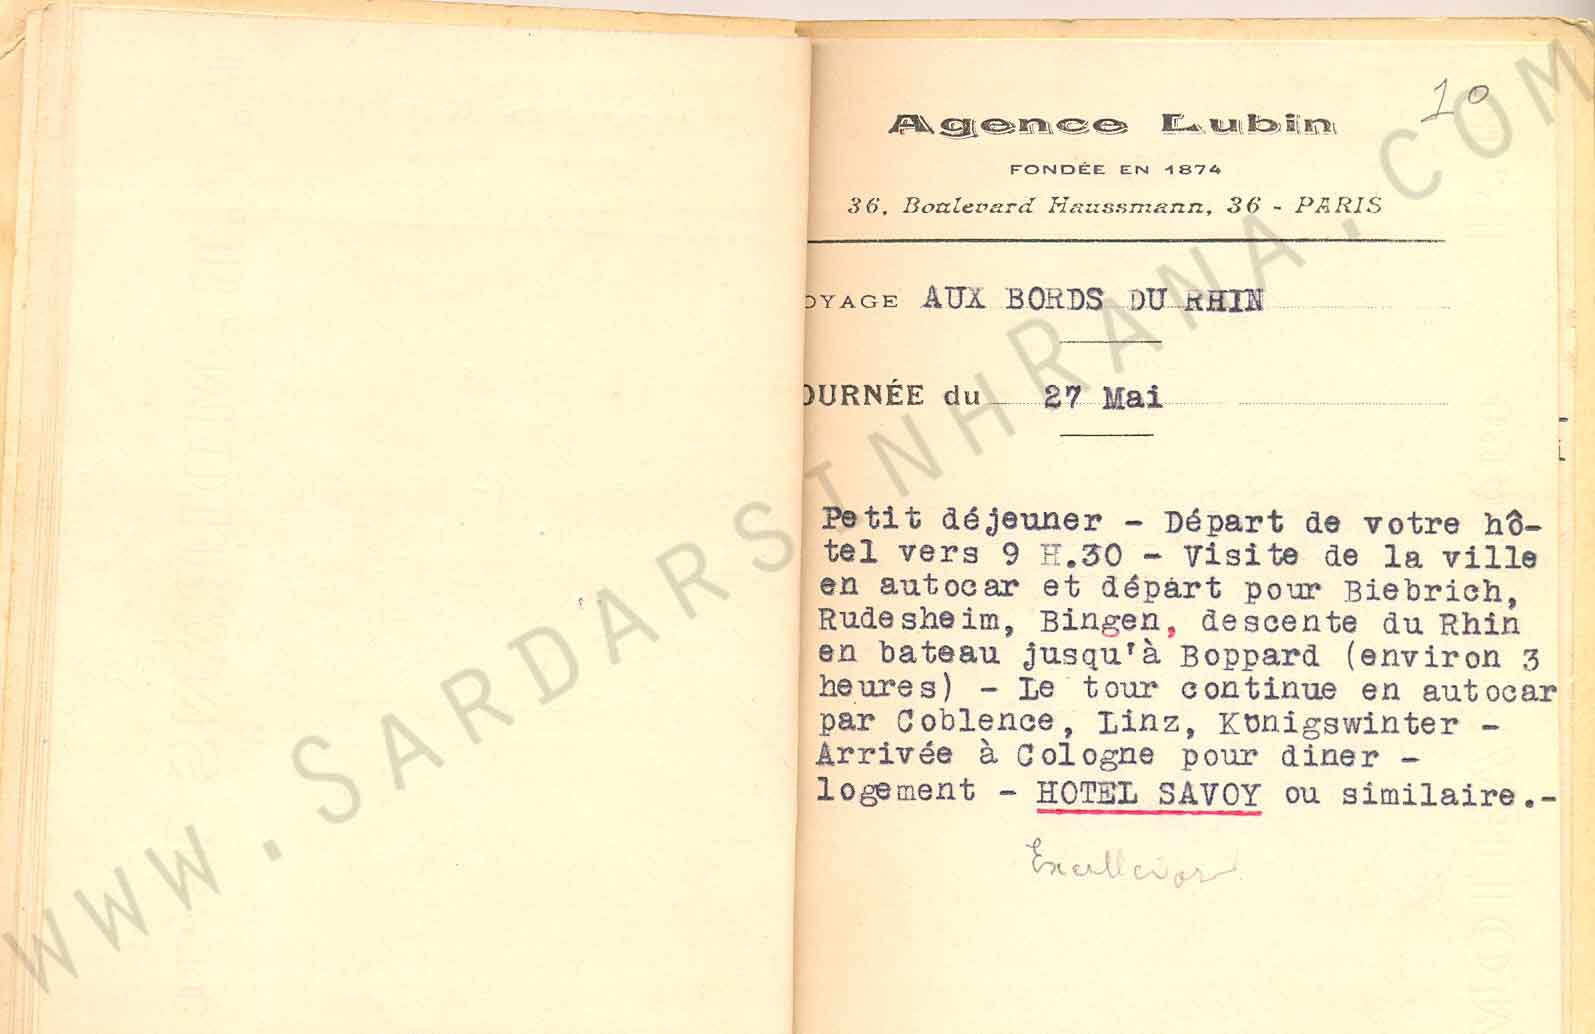 10
Agence Lubin
FONDÉE EN 1874
36, Boulevard Haussmann, 36 - PARIS
OYAGE AUX BORDS DU RHIN
OURNÉE du 27 Mai
Petit déjeuner - Départ de votre hô-
tel vers 9 H.30 - Visite de la ville
en autocar et départ pour Biebrich,
Rudesheim, Bingen, descente du Rhin
en bateau jusqu'à Boppard (environ 3
heures) - Le tour continue en autocar
par Coblence, Linz, Königswinter -
Arrivée à Cologne pour diner -
logement - HOTEL SAVOY ou similaire.-
WWW.SARDARSINHRANA.COM